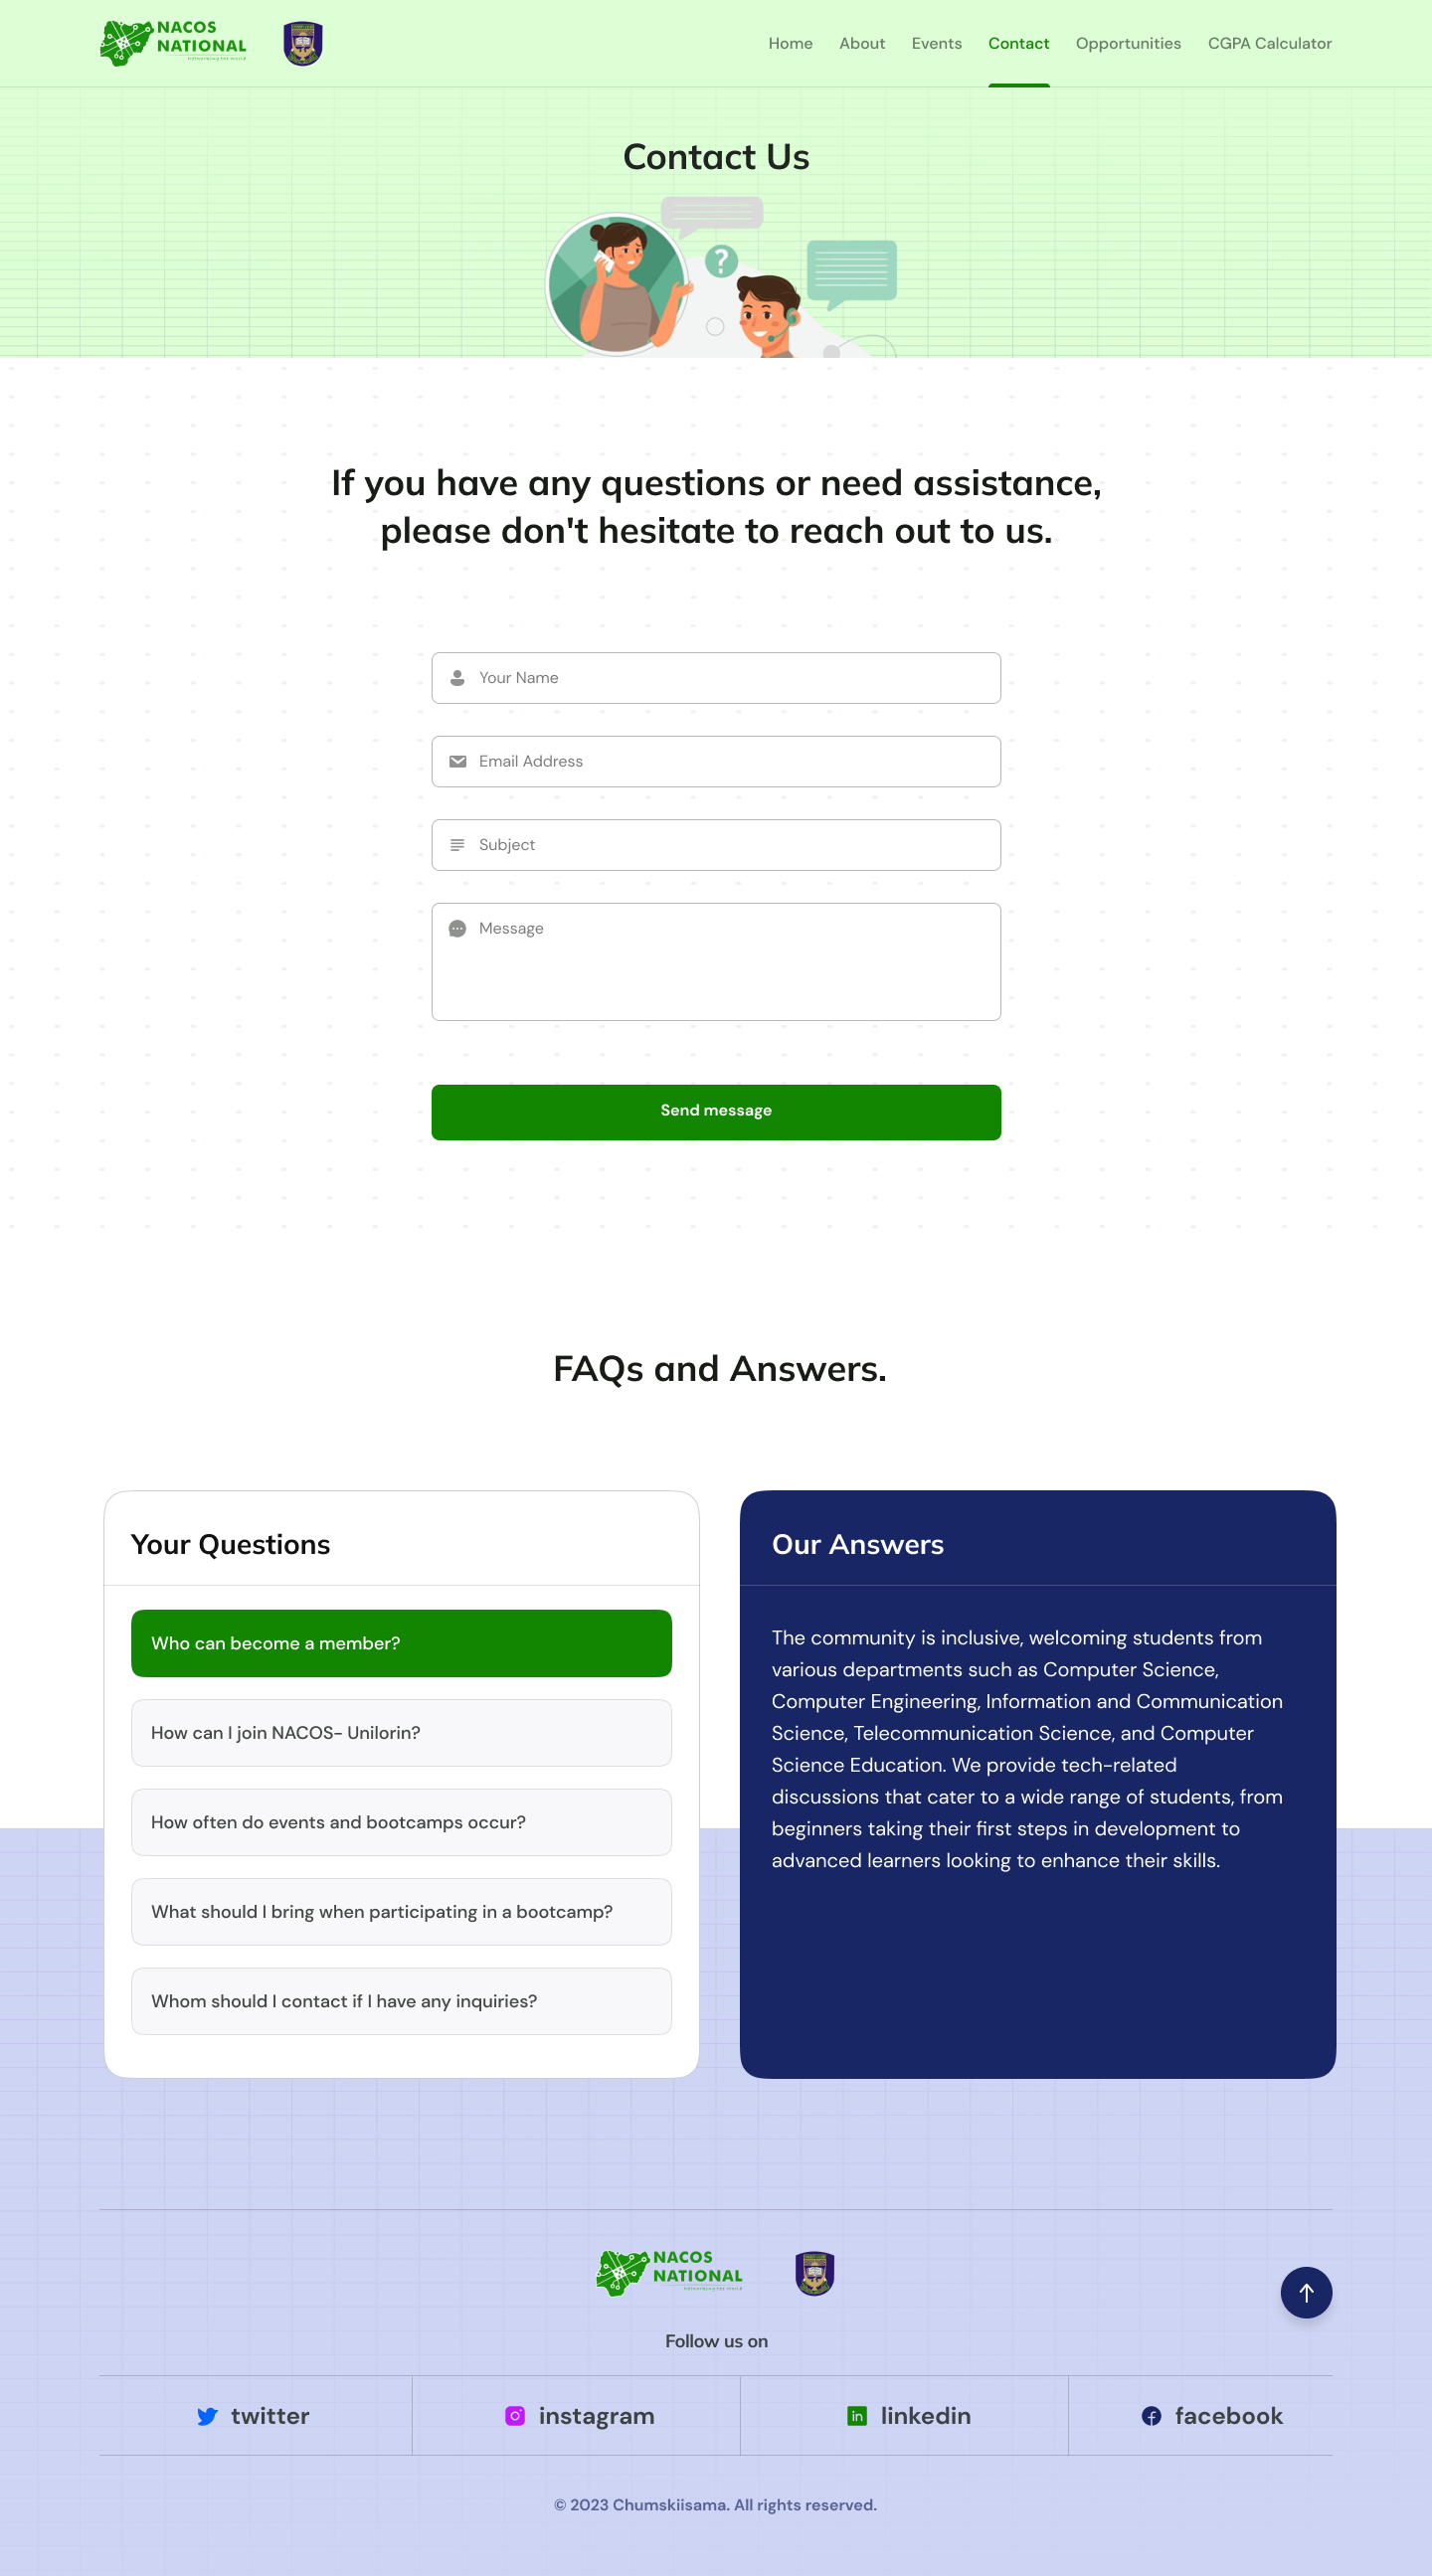 NACOS
NATIONAL
Networking the world
Home
About
Events
Contact
Opportunities
CGPA Calculator
Contact Us
?
If you have any questions or need assistance,
please don't hesitate to reach out to us.
Your Name
Email Address
Subject
Message
Send message
FAQs and Answers.
Your Questions
Who can become a member?
How can I join NACOS- Unilorin?
How often do events and bootcamps occur?
What should I bring when participating in a bootcamp?
Whom should I contact if I have any inquiries?
Our Answers
The community is inclusive, welcoming students from
various departments such as Computer Science,
Computer Engineering, Information and Communication
Science, Telecommunication Science, and Computer
Science Education. We provide tech-related
discussions that cater to a wide range of students, from
beginners taking their first steps in development to
advanced learners looking to enhance their skills.
NACOS
NATIONAL
Networking the world
Follow us on
twitter
instagram
in
linkedin
facebook
© 2023 Chumskiisama. All rights reserved.